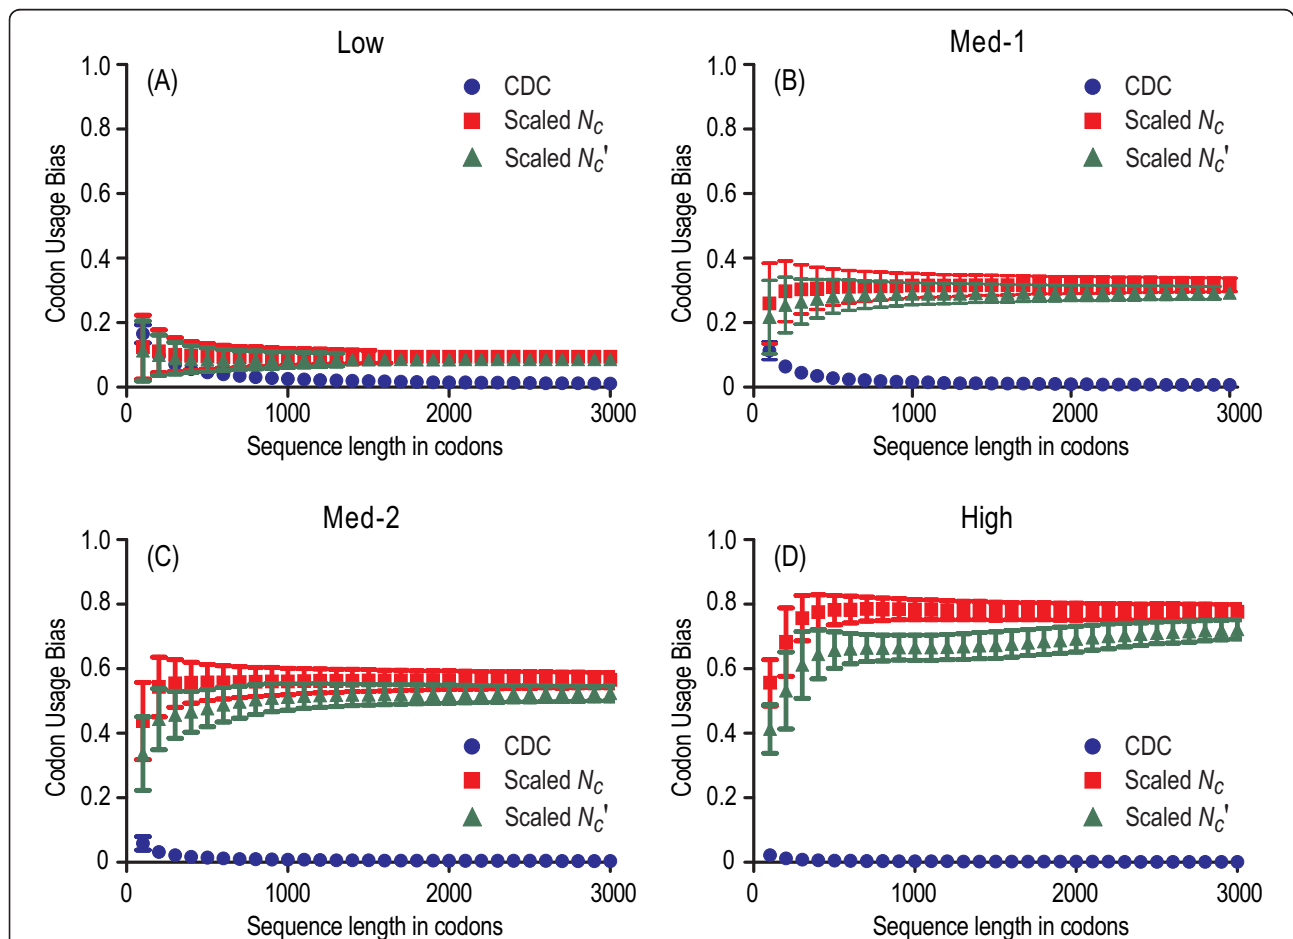 Low
(A)
CDC
Scaled Nc
Scaled Nc'
Codon Usage Bias
1.0
0.8
0.6
0.4
0.2
0
0 1000 2000 3000
Sequence length in codons
Med-1
(B)
CDC
Scaled Nc
Scaled Nc'
Codon Usage Bias
1.0
0.8
0.6
0.4
0.2
0
0 1000 2000 3000
Sequence length in codons
Med-2
(C)
CDC
Scaled Nc
Scaled Nc'
Codon Usage Bias
1.0
0.8
0.6
0.4
0.2
0
0 1000 2000 3000
Sequence length in codons
High
(D)
CDC
Scaled Nc
Scaled Nc'
Codon Usage Bias
1.0
0.8
0.6
0.4
0.2
0
0 1000 2000 3000
Sequence length in codons